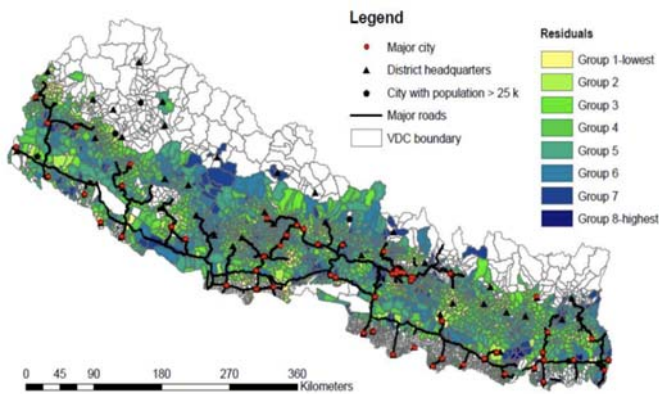 Legend
Major city
District headquarters
City with population > 25 k
Major roads
VDC boundary
Residuals
Group 1-lowest
Group 2
Group 3
Group 4
Group 5
Group 6
Group 7
Group 8-highest
0 45 90 180 270 360
Kilometers